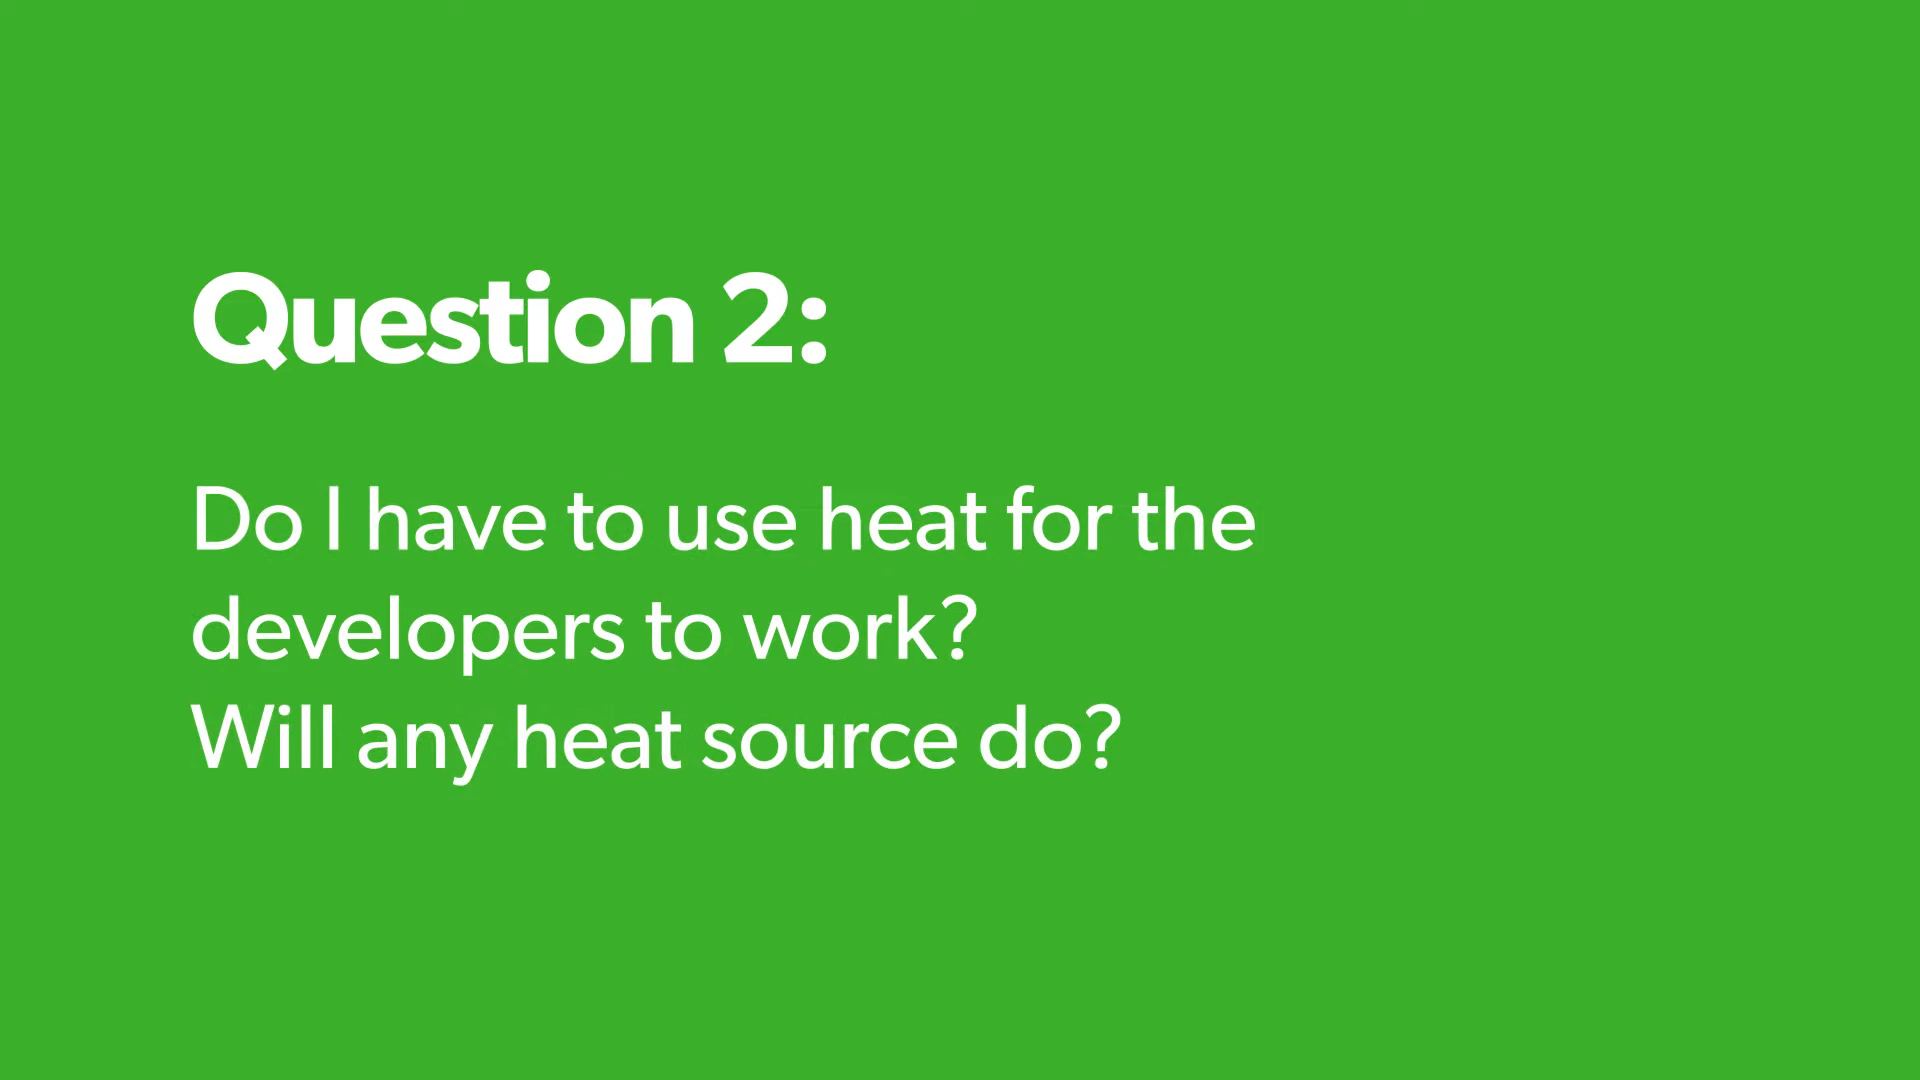 Question 2:
Do I have to use heat for the
developers to work?
Will any heat source do?